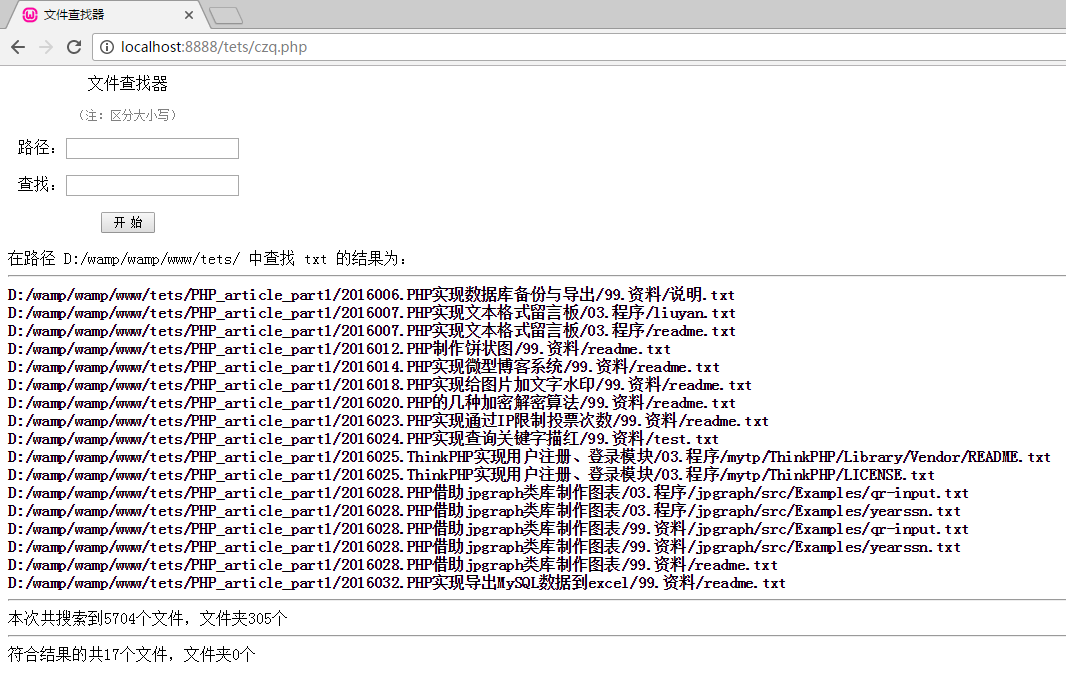 文件查找器
localhost:8888/tets/czq.php
文件查找器
（注：区分大小写）
路径：
查找：
开 始
在路径 D:/wamp/wamp/www/tets/ 中查找 txt 的结果为：
D:/wamp/wamp/www/tets/PHP_article_part1/2016006.PHP实现数据库备份与导出/99.资料/说明.txt
D:/wamp/wamp/www/tets/PHP_article_part1/2016007.PHP实现文本格式留言板/03.程序/liuyan.txt
D:/wamp/wamp/www/tets/PHP_article_part1/2016007.PHP实现文本格式留言板/03.程序/readme.txt
D:/wamp/wamp/www/tets/PHP_article_part1/2016012.PHP制作饼状图/99.资料/readme.txt
D:/wamp/wamp/www/tets/PHP_article_part1/2016014.PHP实现微型博客系统/99.资料/readme.txt
D:/wamp/wamp/www/tets/PHP_article_part1/2016018.PHP实现给图片加文字水印/99.资料/readme.txt
D:/wamp/wamp/www/tets/PHP_article_part1/2016020.PHP的几种加密解密算法/99.资料/readme.txt
D:/wamp/wamp/www/tets/PHP_article_part1/2016023.PHP实现通过IP限制投票次数/99.资料/readme.txt
D:/wamp/wamp/www/tets/PHP_article_part1/2016024.PHP实现查询关键字描红/99.资料/test.txt
D:/wamp/wamp/www/tets/PHP_article_part1/2016025.ThinkPHP实现用户注册、登录模块/03.程序/mytp/ThinkPHP/Library/Vendor/README.txt
D:/wamp/wamp/www/tets/PHP_article_part1/2016025.ThinkPHP实现用户注册、登录模块/03.程序/mytp/ThinkPHP/LICENSE.txt
D:/wamp/wamp/www/tets/PHP_article_part1/2016028.PHP借助jpgraph类库制作图表/03.程序/jpgraph/src/Examples/qr-input.txt
D:/wamp/wamp/www/tets/PHP_article_part1/2016028.PHP借助jpgraph类库制作图表/03.程序/jpgraph/src/Examples/yearssn.txt
D:/wamp/wamp/www/tets/PHP_article_part1/2016028.PHP借助jpgraph类库制作图表/99.资料/jpgraph/src/Examples/qr-input.txt
D:/wamp/wamp/www/tets/PHP_article_part1/2016028.PHP借助jpgraph类库制作图表/99.资料/jpgraph/src/Examples/yearssn.txt
D:/wamp/wamp/www/tets/PHP_article_part1/2016028.PHP借助jpgraph类库制作图表/99.资料/readme.txt
D:/wamp/wamp/www/tets/PHP_article_part1/2016032.PHP实现导出MySQL数据到excel/99.资料/readme.txt
本次共搜索到5704个文件，文件夹305个
符合结果的共17个文件，文件夹0个